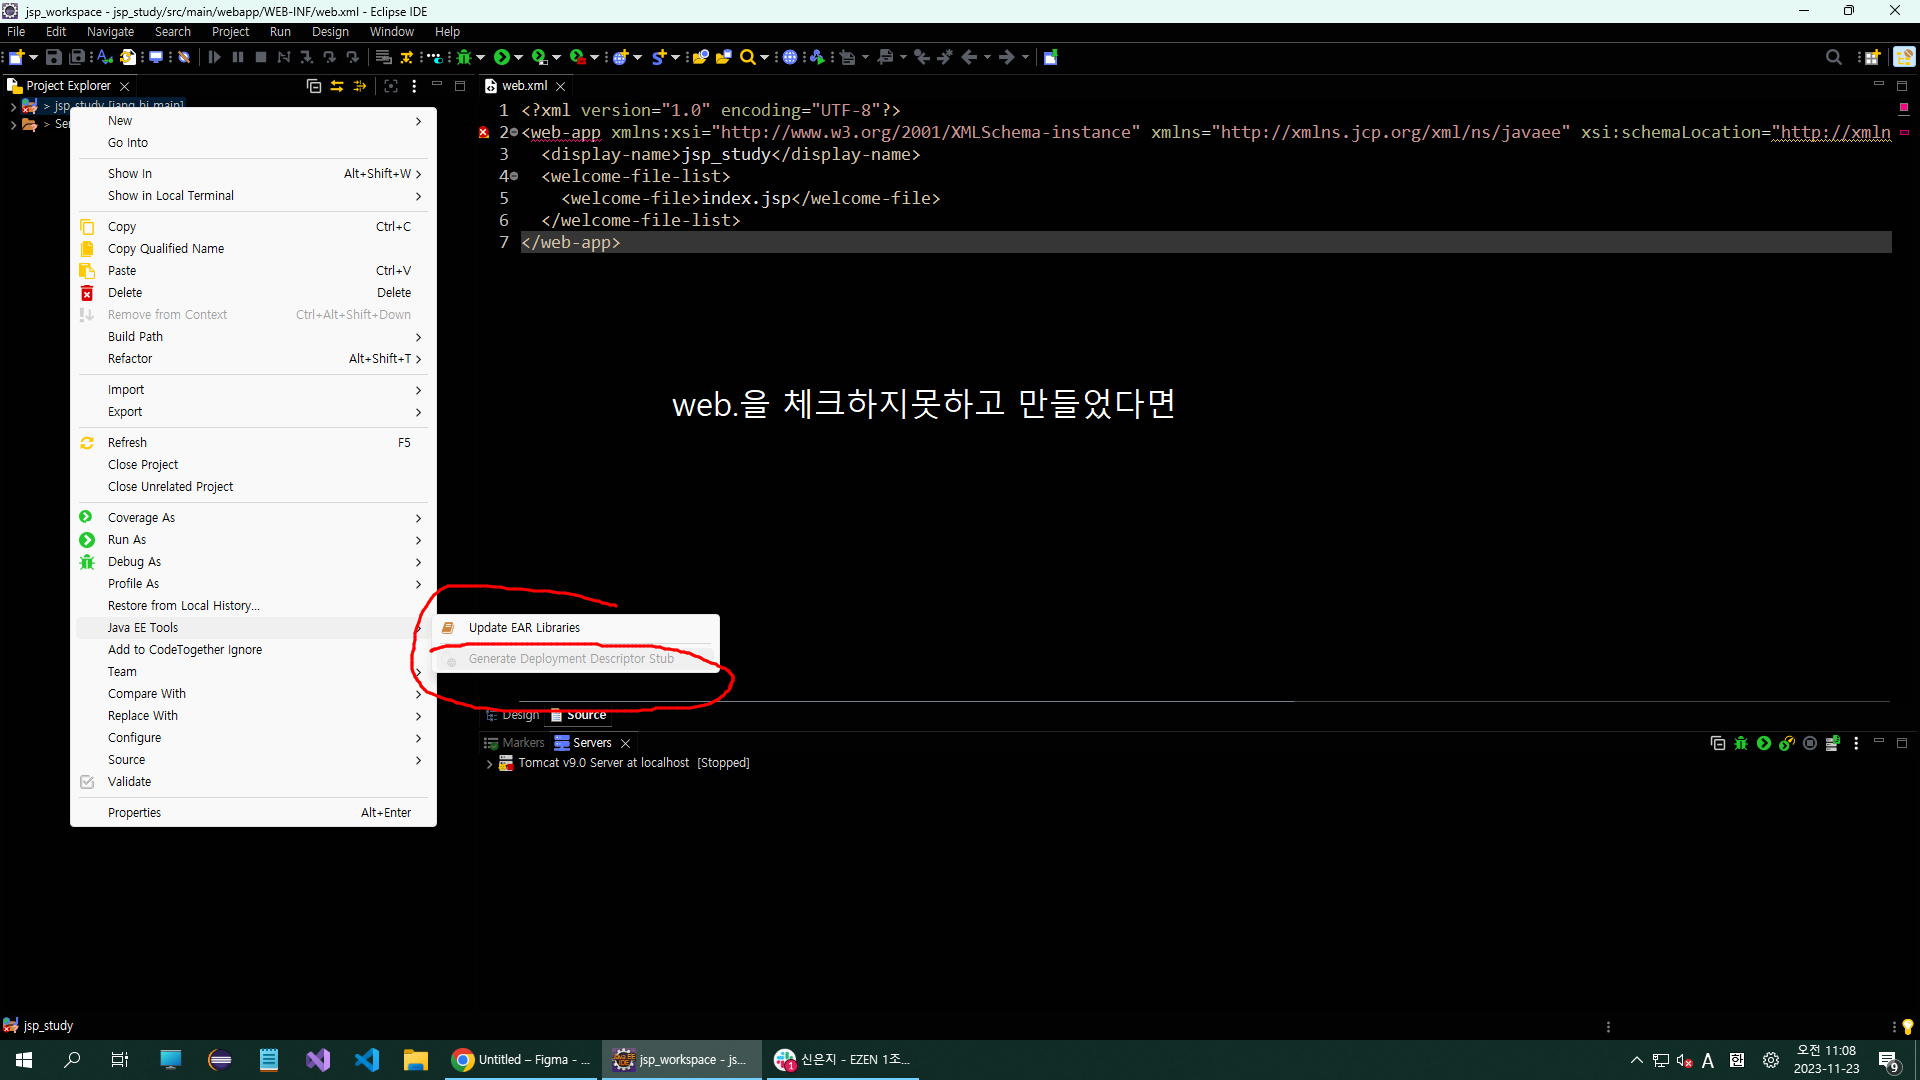 jsp_workspace - jsp_study/src/main/webapp/WEB-INF/web.xml - Eclipse IDE
File Edit Navigate Search Project Run Design Window Help
Project Explorer
web.xml
> jsp_study [jang hi main]
> Se
New
Go Into
Show In Alt+Shift+W
Show in Local Terminal
Copy Ctrl+C
Copy Qualified Name
Paste Ctrl+V
Delete Delete
Remove from Context Ctrl+Alt+Shift+Down
Build Path
Refactor Alt+Shift+T
Import
Export
Refresh F5
Close Project
Close Unrelated Project
Coverage As
Run As
Debug As
Profile As
Restore from Local History...
Java EE Tools
Add to CodeTogether Ignore
Team
Compare With
Replace With
Configure
Source
Validate
Properties Alt+Enter
Update EAR Libraries
Generate Deployment Descriptor Stub
1 <?xml version="1.0" encoding="UTF-8"?>
2 <web-app xmlns:xsi="http://www.w3.org/2001/XMLSchema-instance" xmlns="http://xmlns.jcp.org/xml/ns/javaee" xsi:schemaLocation="http://xmln
3 <display-name>jsp_study</display-name>
4 <welcome-file-list>
5 <welcome-file>index.jsp</welcome-file>
6 </welcome-file-list>
7 </web-app>
web.을 체크하지못하고 만들었다면
Design Source
Markers Servers
Tomcat v9.0 Server at localhost [Stopped]
jsp_study
Untitled – Figma - ...
jsp_workspace - js...
1
신은지 - EZEN 1조...
A
오전 11:08
2023-11-23
9